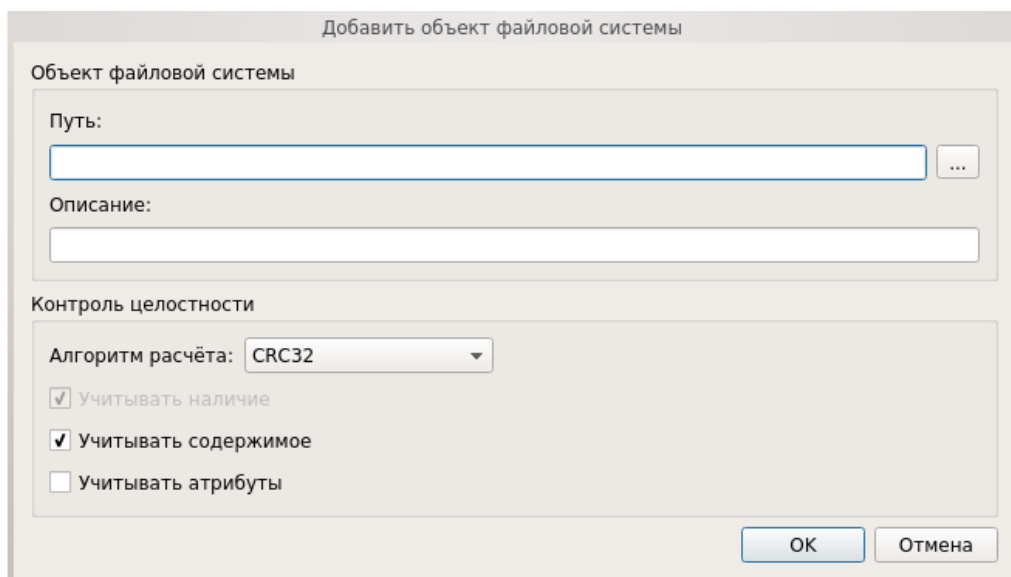 Добавить объект файловой системы
Объект файловой системы
Путь:
...
Описание:
Контроль целостности
Алгоритм расчёта: CRC32
Учитывать наличие
Учитывать содержимое
Учитывать атрибуты
OK Отмена